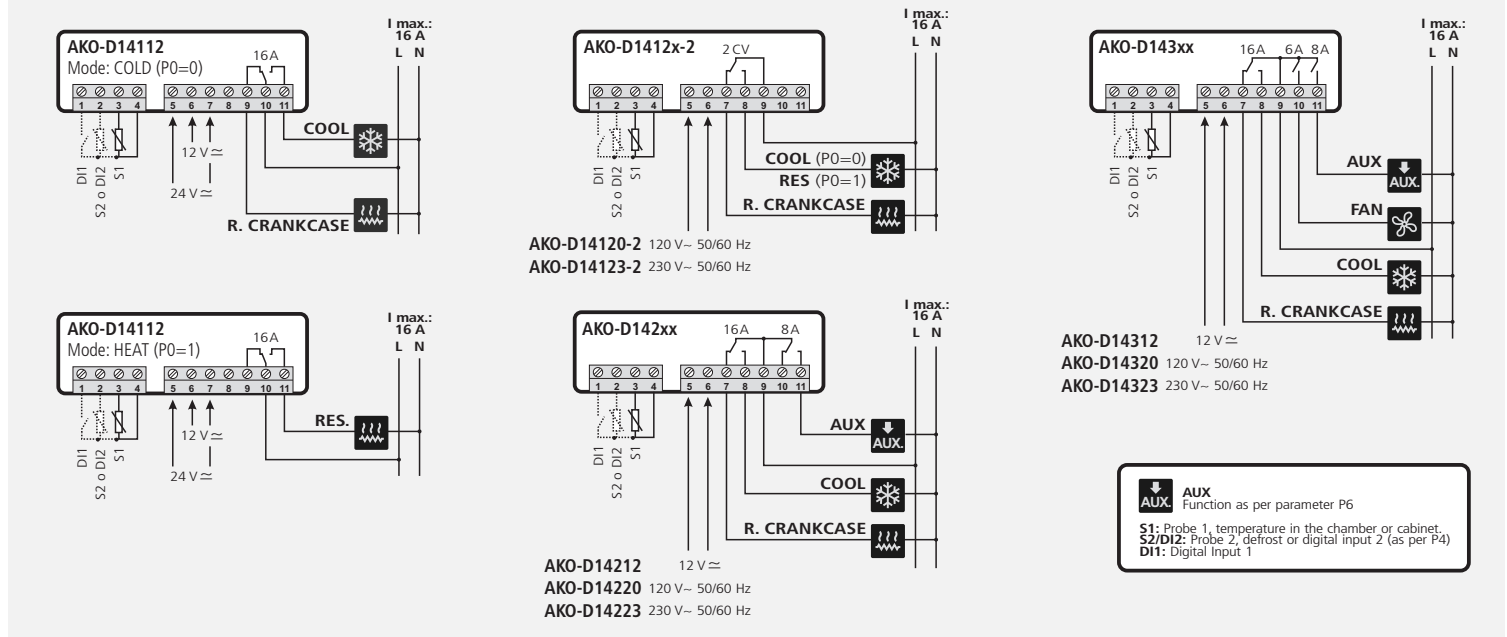 AKO-D14112
Mode: COLD (P0=0)
16A
I max.:
16 A
L N
1 2 3 4 5 6 7 8 9 10 11
DI1
S2 o DI2
S1
12 V ≂
24 V ≂
COOL
R. CRANKCASE
AKO-D1412x-2
2 CV
I max.:
16 A
L N
1 2 3 4 5 6 7 8 9 10 11
DI1
S2 o DI2
S1
COOL (P0=0)
RES (P0=1)
R. CRANKCASE
AKO-D14120-2 120 V~ 50/60 Hz
AKO-D14123-2 230 V~ 50/60 Hz
AKO-D143xx
16A 6A 8A
I max.:
16 A
L N
1 2 3 4 5 6 7 8 9 10 11
DI1
S2 o DI2
S1
AUX
AUX.
FAN
COOL
R. CRANKCASE
AKO-D14312 12 V ≂
AKO-D14320 120 V~ 50/60 Hz
AKO-D14323 230 V~ 50/60 Hz
AKO-D14112
Mode: HEAT (P0=1)
16A
I max.:
16 A
L N
1 2 3 4 5 6 7 8 9 10 11
DI1
S2 o DI2
S1
12 V ≂
24 V ≂
RES.
AKO-D142xx
16A 8A
I max.:
16 A
L N
1 2 3 4 5 6 7 8 9 10 11
DI1
S2 o DI2
S1
AUX
AUX.
COOL
R. CRANKCASE
AKO-D14212 12 V ≂
AKO-D14220 120 V~ 50/60 Hz
AKO-D14223 230 V~ 50/60 Hz
AUX.
AUX
Function as per parameter P6
S1: Probe 1, temperature in the chamber or cabinet.
S2/DI2: Probe 2, defrost or digital input 2 (as per P4)
DI1: Digital Input 1